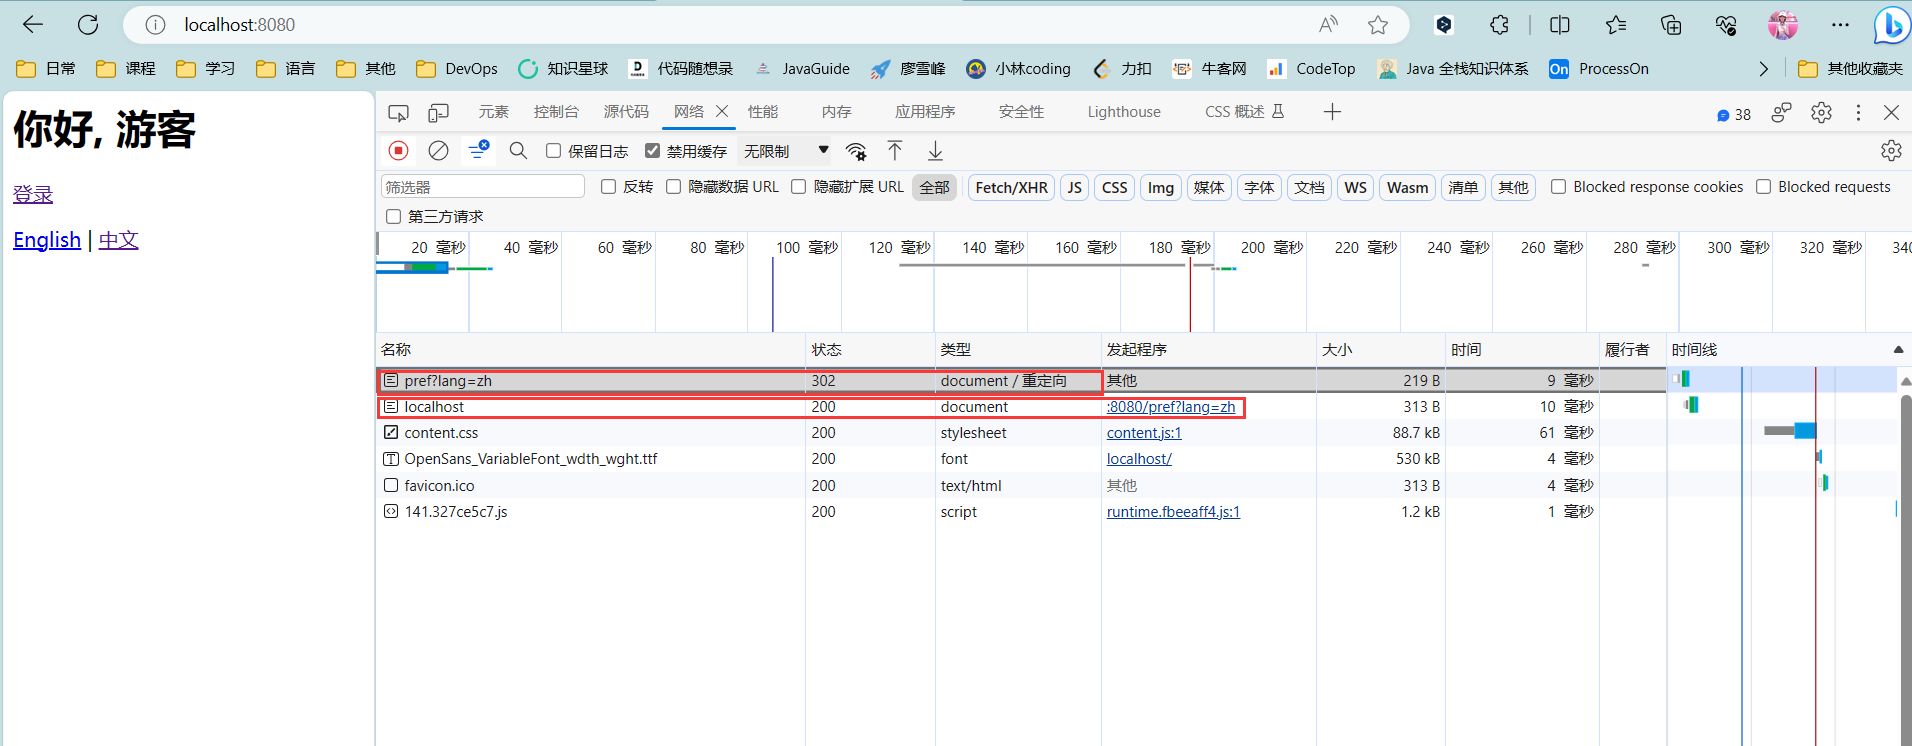 localhost:8080
日常 课程 学习 语言 其他 DevOps 知识星球 代码随想录 JavaGuide 廖雪峰 小林coding 力扣 牛客网 CodeTop Java 全栈知识体系 On ProcessOn 其他收藏夹
你好, 游客
登录
English | 中文
元素 控制台 源代码 网络 性能 内存 应用程序 安全性 Lighthouse CSS 概述 38
保留日志 禁用缓存 无限制
筛选器 反转 隐藏数据 URL 隐藏扩展 URL 全部 Fetch/XHR JS CSS Img 媒体 字体 文档 WS Wasm 清单 其他 Blocked response cookies Blocked requests
第三方请求
20 毫秒 40 毫秒 60 毫秒 80 毫秒 100 毫秒 120 毫秒 140 毫秒 160 毫秒 180 毫秒 200 毫秒 220 毫秒 240 毫秒 260 毫秒 280 毫秒 300 毫秒 320 毫秒 340
名称 状态 类型 发起程序 大小 时间 履行者 时间线
pref?lang=zh 302 document / 重定向 其他 219 B 9 毫秒
localhost 200 document :8080/pref?lang=zh 313 B 10 毫秒
content.css 200 stylesheet content.js:1 88.7 kB 61 毫秒
OpenSans_VariableFont_wdth_wght.ttf 200 font localhost/ 530 kB 4 毫秒
favicon.ico 200 text/html 其他 313 B 4 毫秒
141.327ce5c7.js 200 script runtime.fbeeaff4.js:1 1.2 kB 1 毫秒